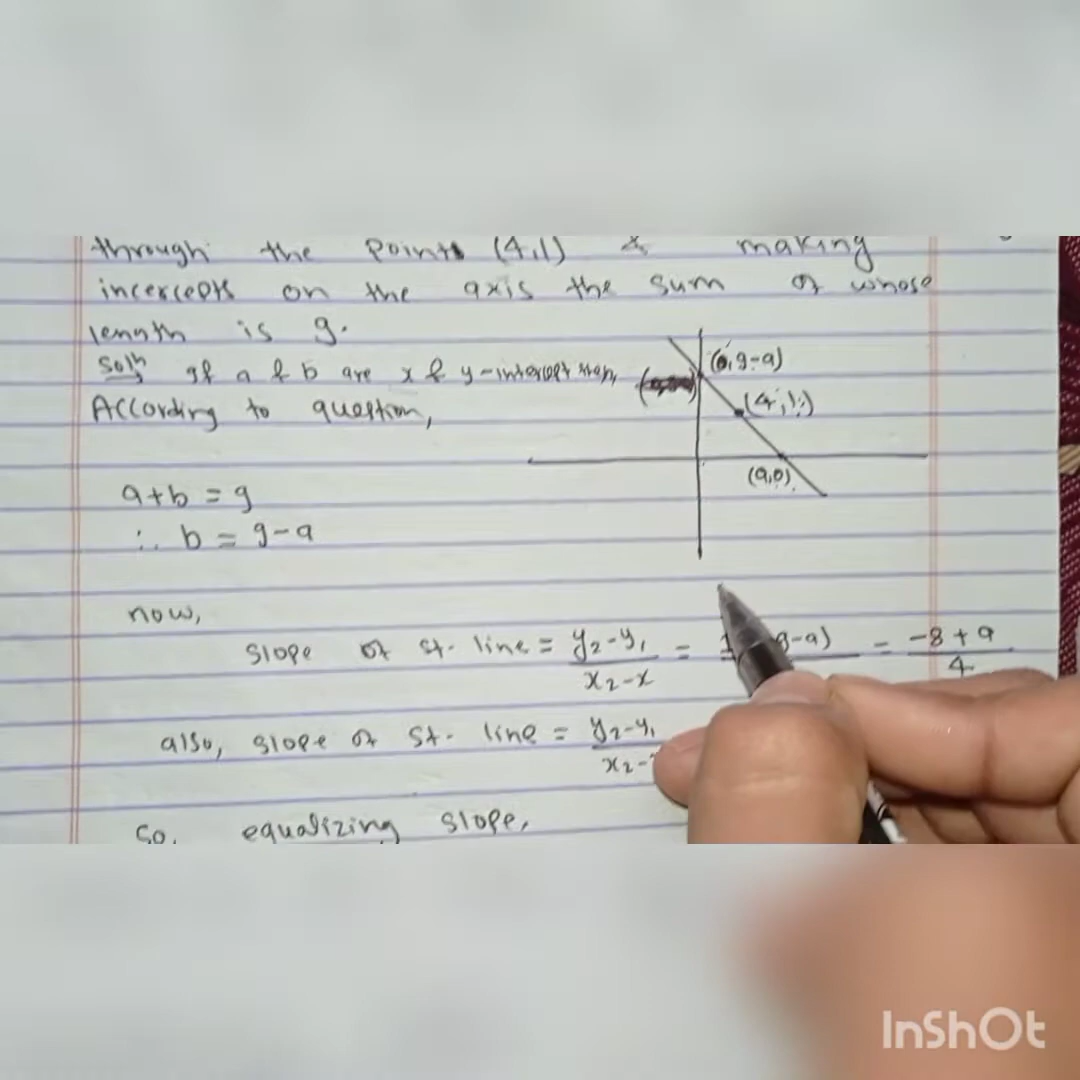 through the points (4,1) & making
incercepts on the axis the sum of whose
length is 9.
Soln If a & b are x & y-intercept then,
According to question,
(0,9-a)
(4,1)
(a,0)
a+b = 9
∴ b = 9-a
now,
slope of st. line = y₂-y₁/x₂-x = 1 9-a) = -8+a/4
also, slope of st. line = y₂-y₁/x₂-
So, equalizing slope,
InShOt